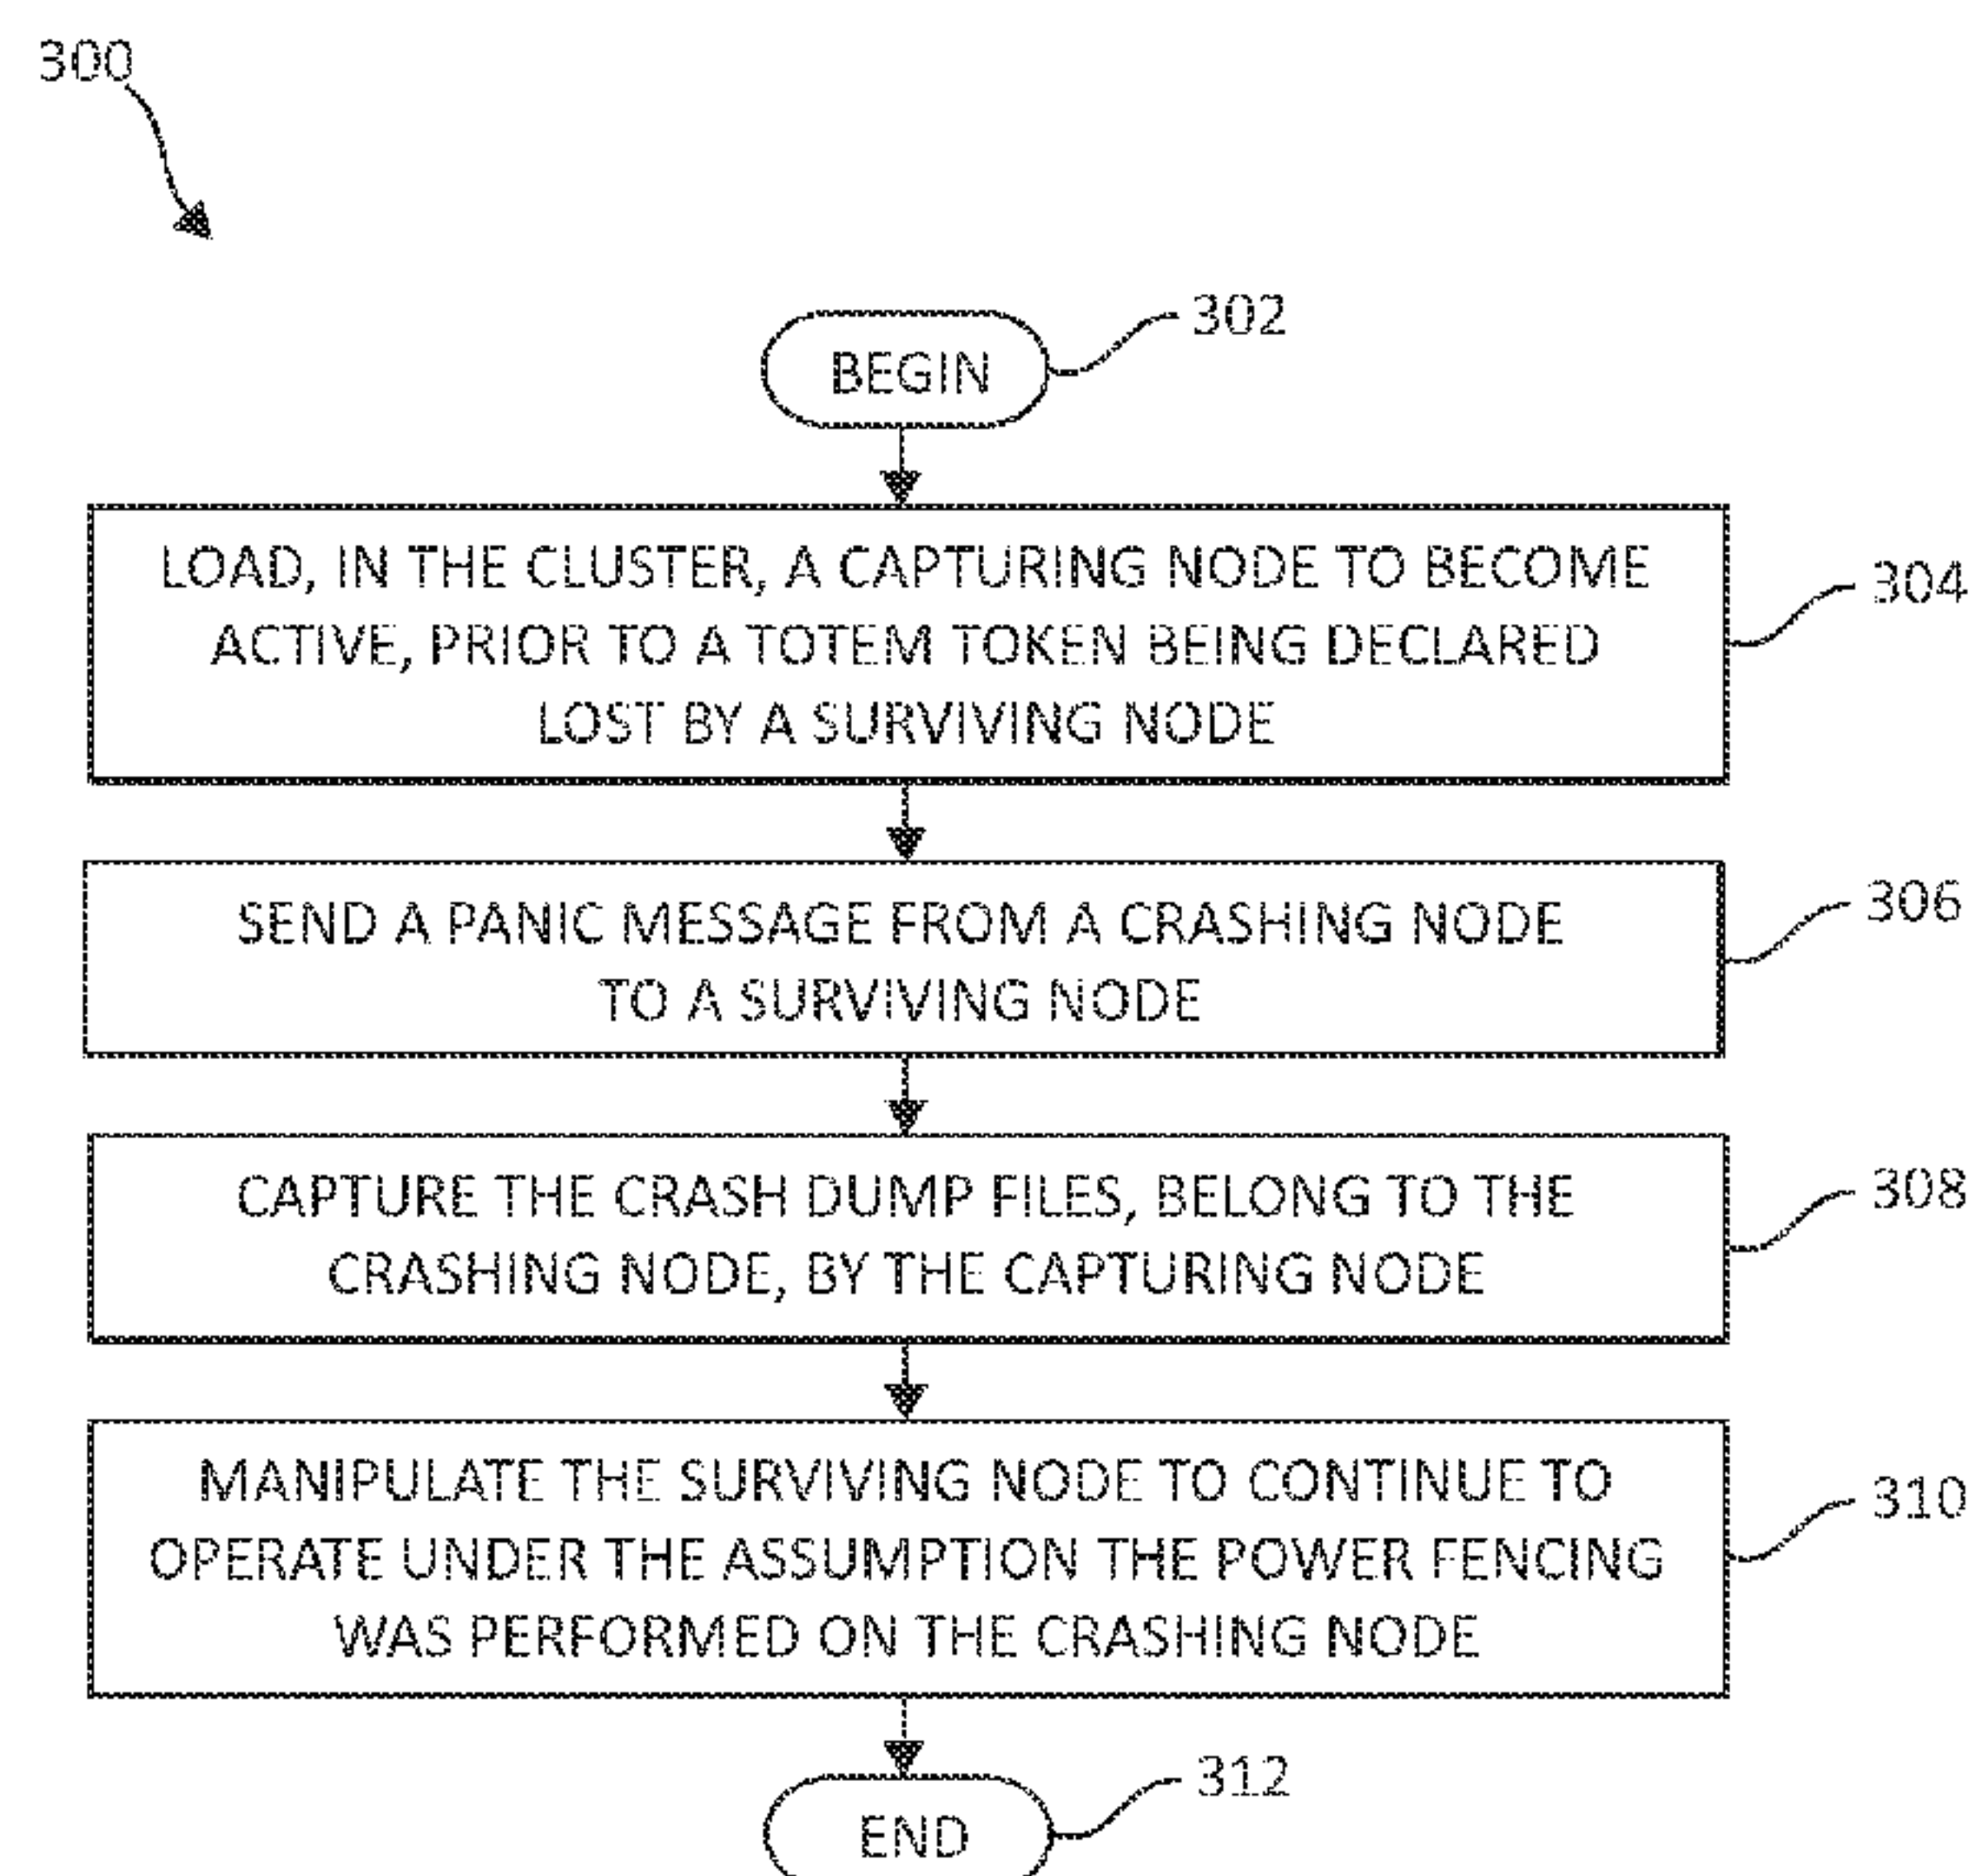 300
302
BEGIN
LOAD, IN THE CLUSTER, A CAPTURING NODE TO BECOME
ACTIVE, PRIOR TO A TOTEM TOKEN BEING DECLARED
LOST BY A SURVIVING NODE
304
SEND A PANIC MESSAGE FROM A CRASHING NODE
TO A SURVIVING NODE
306
CAPTURE THE CRASH DUMP FILES, BELONG TO THE
CRASHING NODE, BY THE CAPTURING NODE
308
MANIPULATE THE SURVIVING NODE TO CONTINUE TO
OPERATE UNDER THE ASSUMPTION THE POWER FENCING
WAS PERFORMED ON THE CRASHING NODE
310
312
END